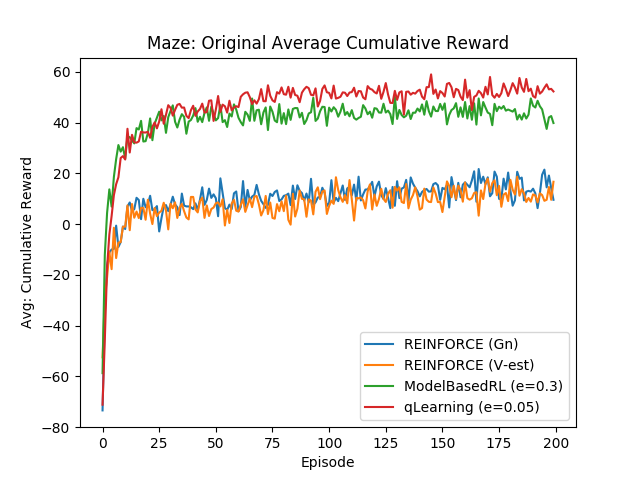 Maze: Original Average Cumulative Reward
Avg: Cumulative Reward
60
40
20
0
−20
−40
−60
−80
REINFORCE (Gn)
REINFORCE (V-est)
ModelBasedRL (e=0.3)
qLearning (e=0.05)
0 25 50 75 100 125 150 175 200
Episode